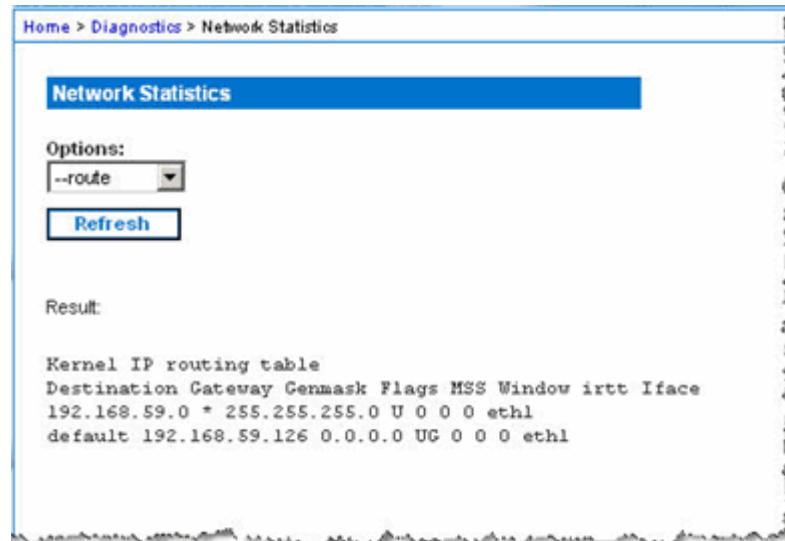 Home > Diagnostics > Network Statistics
Network Statistics
Options:
--route
Refresh
Result:
Kernel IP routing table
Destination Gateway Genmask Flags MSS Window irtt Iface
192.168.59.0 * 255.255.255.0 U 0 0 0 eth1
default 192.168.59.126 0.0.0.0 UG 0 0 0 eth1